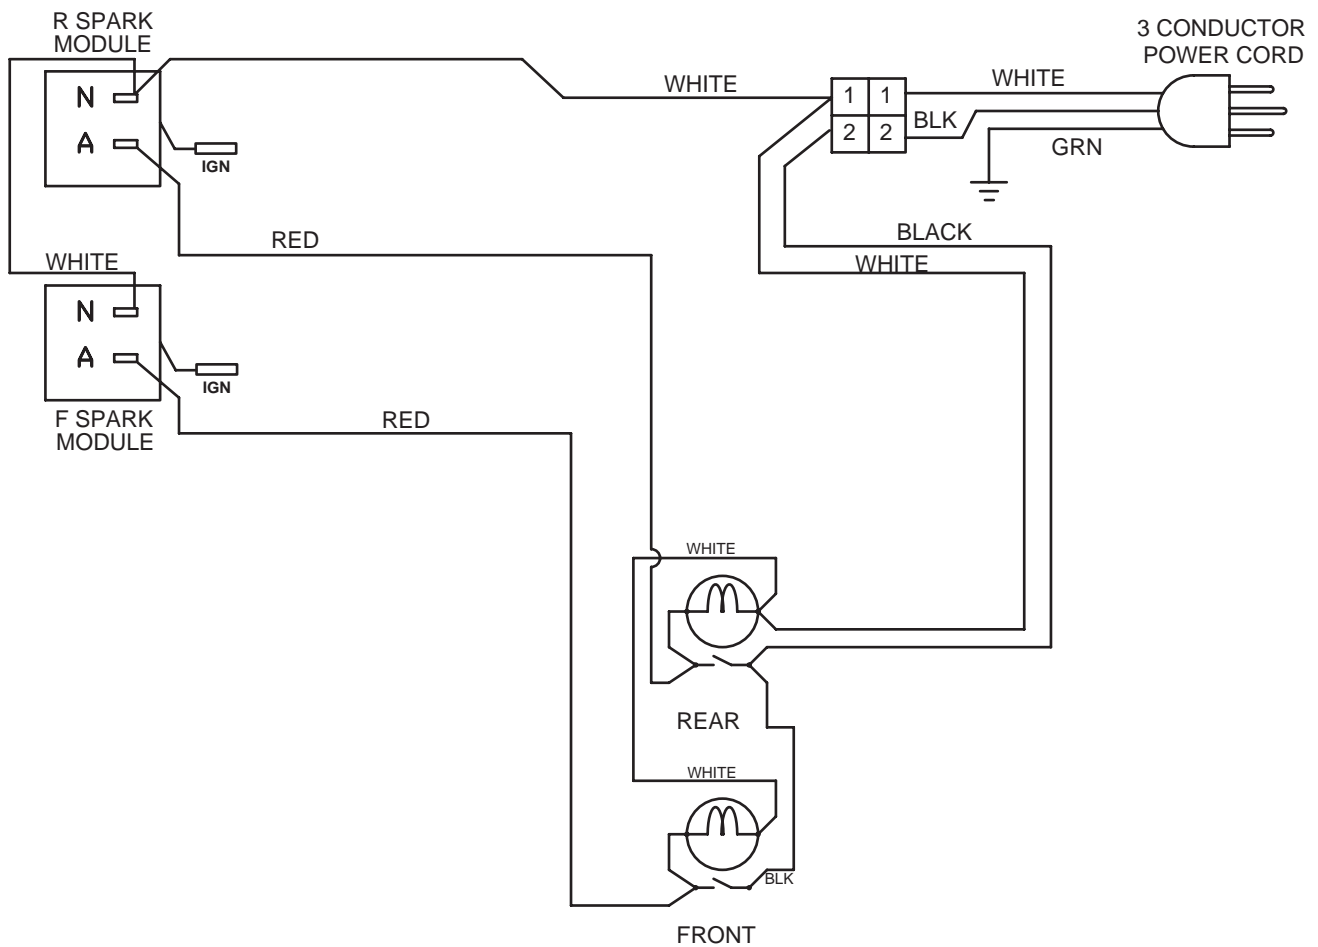 R SPARK
MODULE
3 CONDUCTOR
POWER CORD
WHITE
WHITE
N
1 1
A
2 2
BLK
GRN
IGN
RED
BLACK
WHITE
WHITE
N
A
IGN
F SPARK
MODULE
RED
WHITE
REAR
WHITE
BLK
FRONT